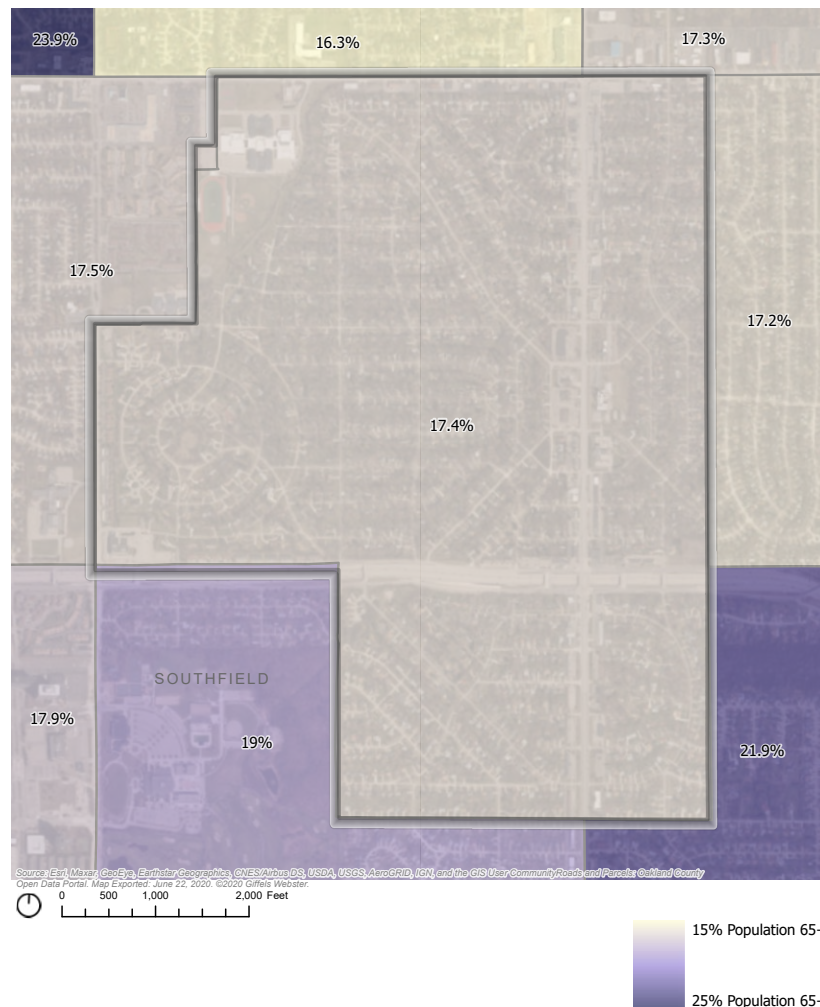 23.9%
16.3%
17.3%
17.5%
17.2%
17.4%
SOUTHFIELD
17.9%
19%
21.9%
Source: Esri, Maxar, GeoEye, Earthstar Geographics, CNES/Airbus DS, USDA, USGS, AeroGRID, IGN, and the GIS User CommunityRoads and Parcels: Oakland County
Open Data Portal. Map Exported: June 22, 2020. ©2020 Giffels Webster.
0 500 1,000 2,000 Feet
15% Population 65-
25% Population 65-